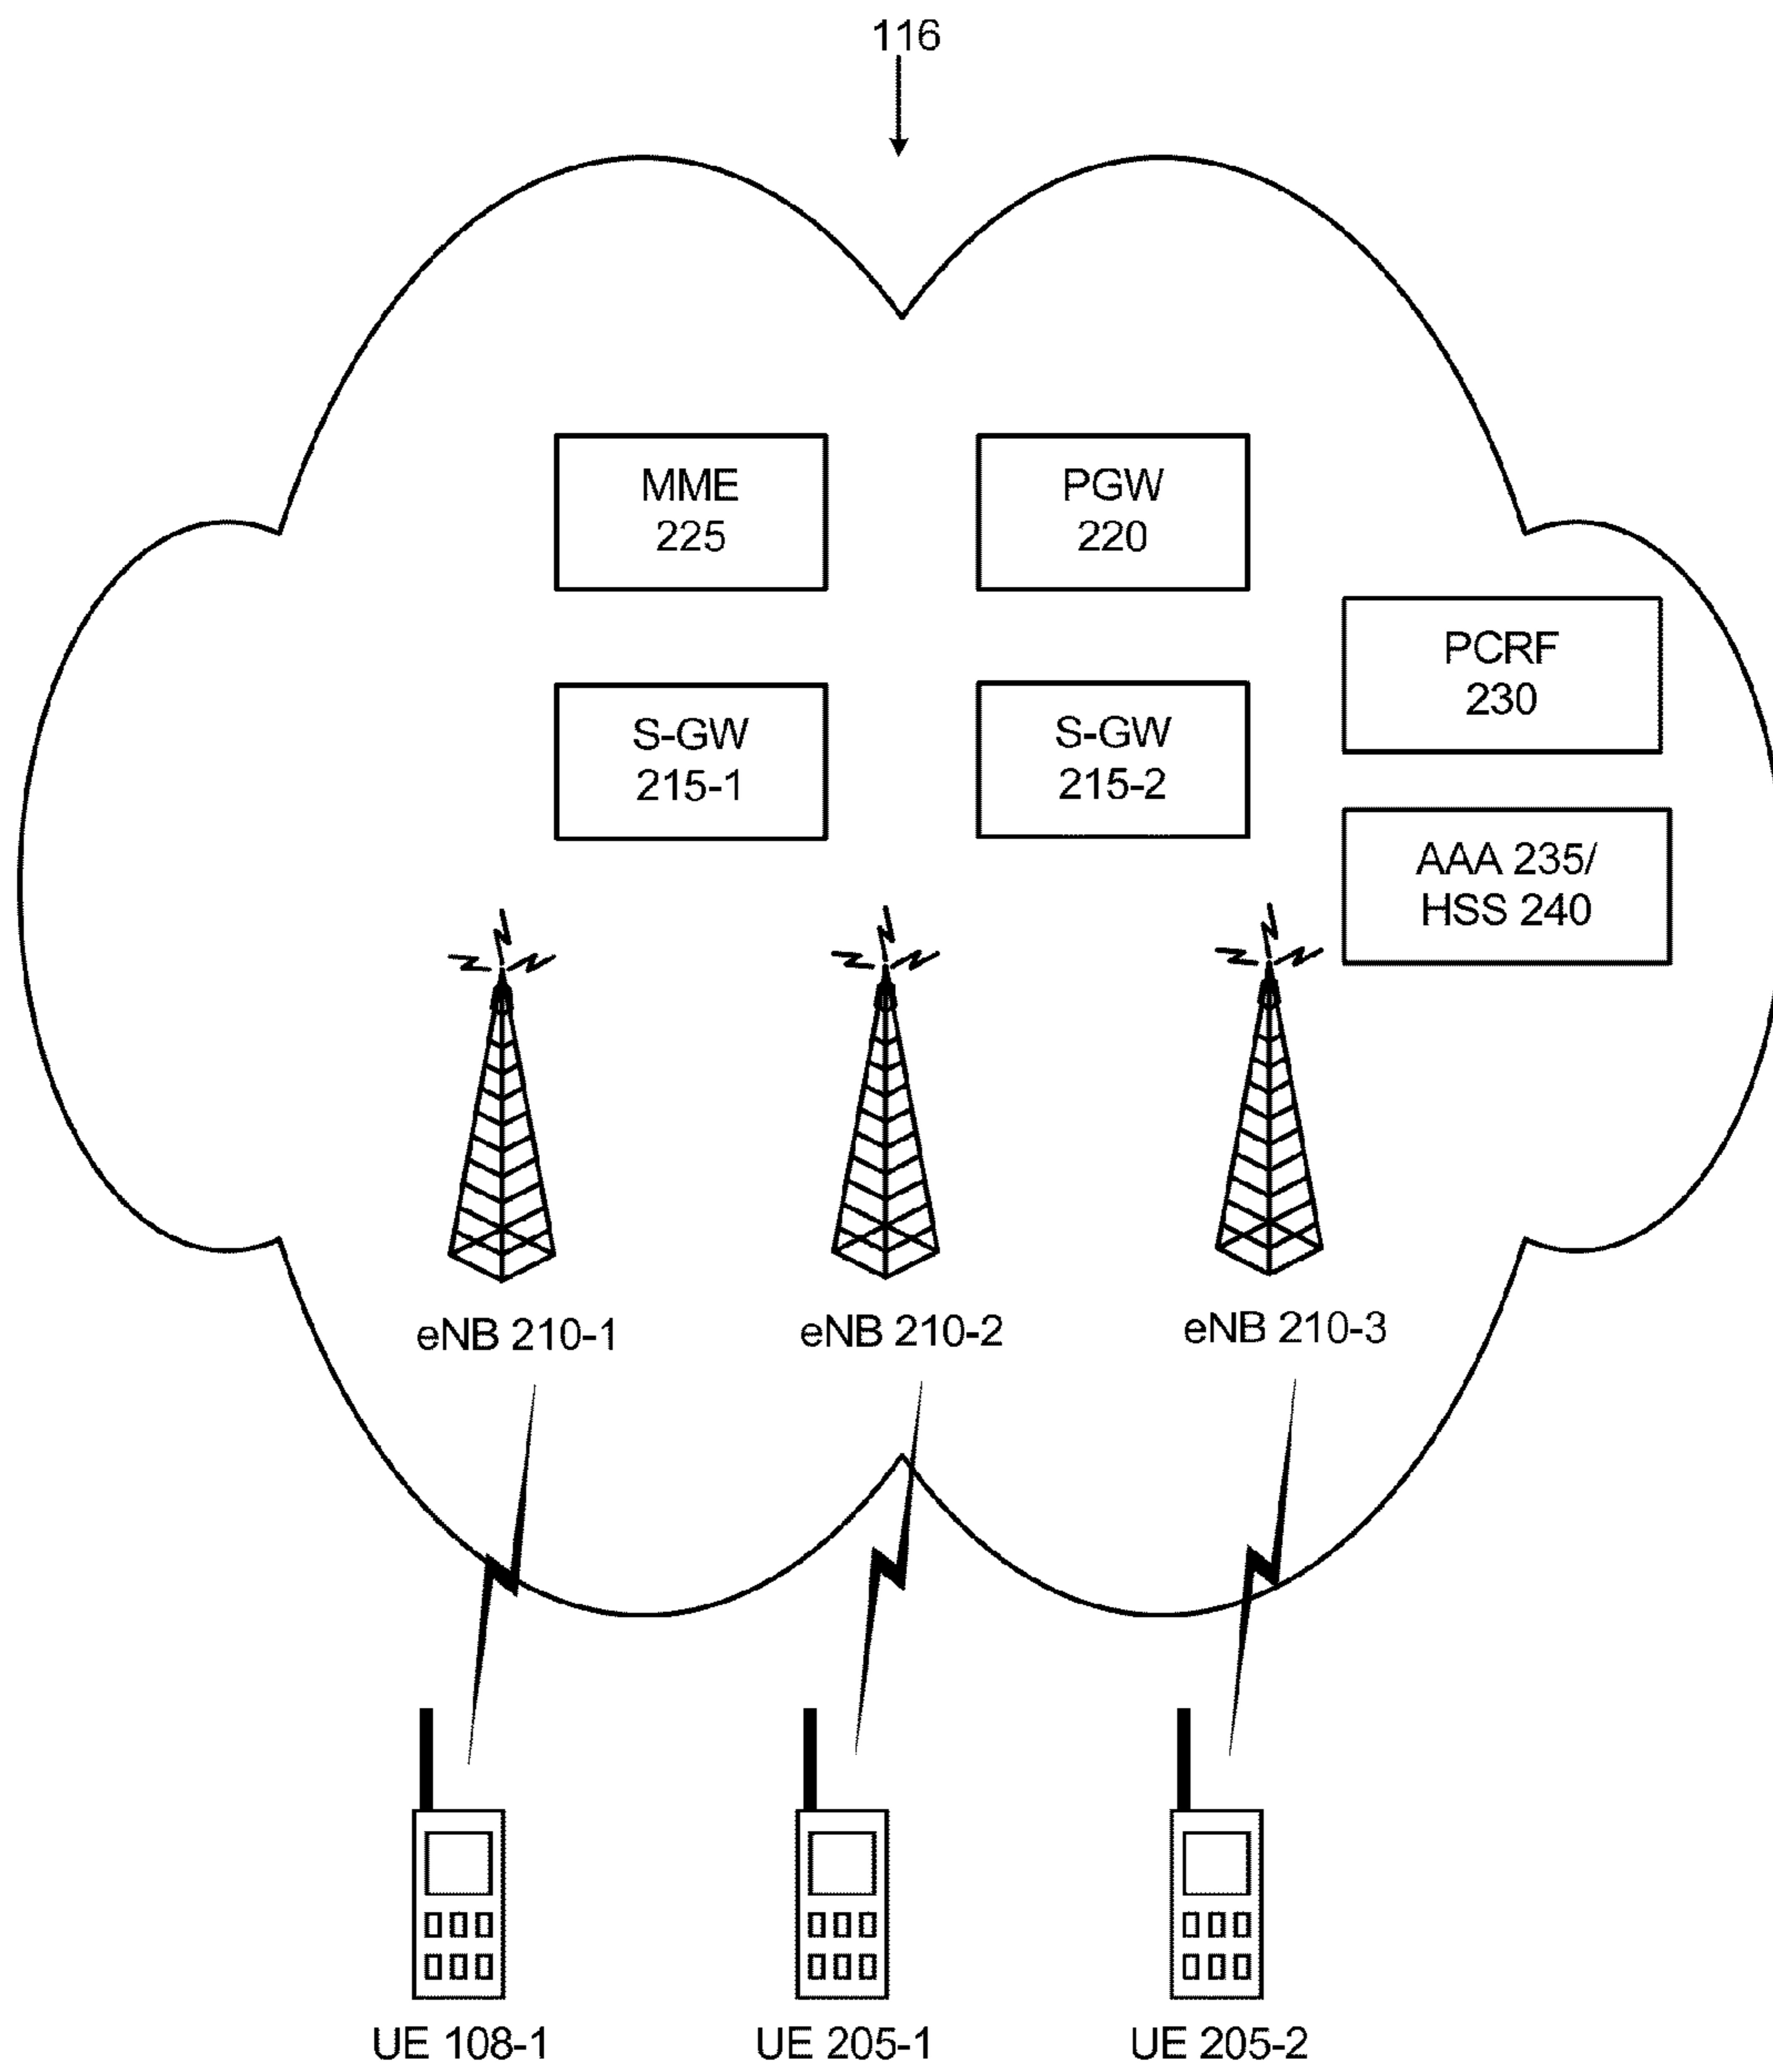 116
MME
225
PGW
220
PCRF
230
S-GW
215-1
S-GW
215-2
AAA 235/
HSS 240
eNB 210-1
eNB 210-2
eNB 210-3
UE 108-1
UE 205-1
UE 205-2